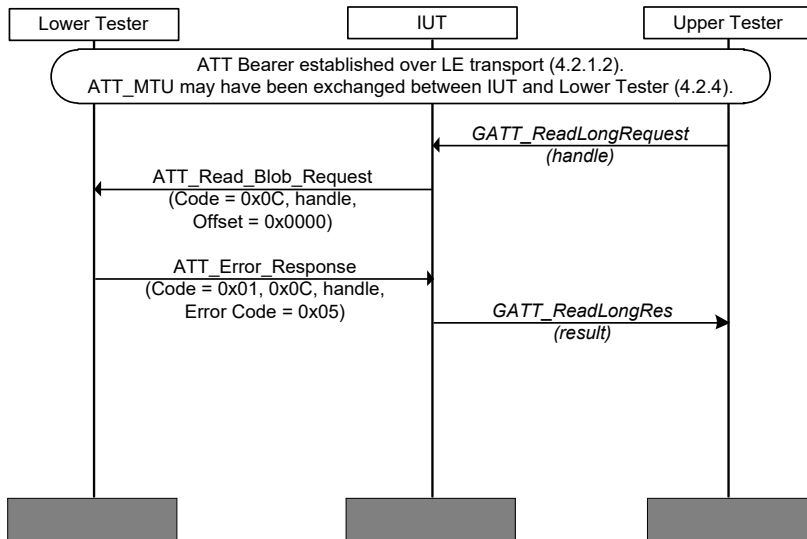 Lower Tester
IUT
Upper Tester
ATT Bearer established over LE transport (4.2.1.2).
ATT_MTU may have been exchanged between IUT and Lower Tester (4.2.4).
GATT_ReadLongRequest
(handle)
ATT_Read_Blob_Request
(Code = 0x0C, handle,
Offset = 0x0000)
ATT_Error_Response
(Code = 0x01, 0x0C, handle,
Error Code = 0x05)
GATT_ReadLongRes
(result)